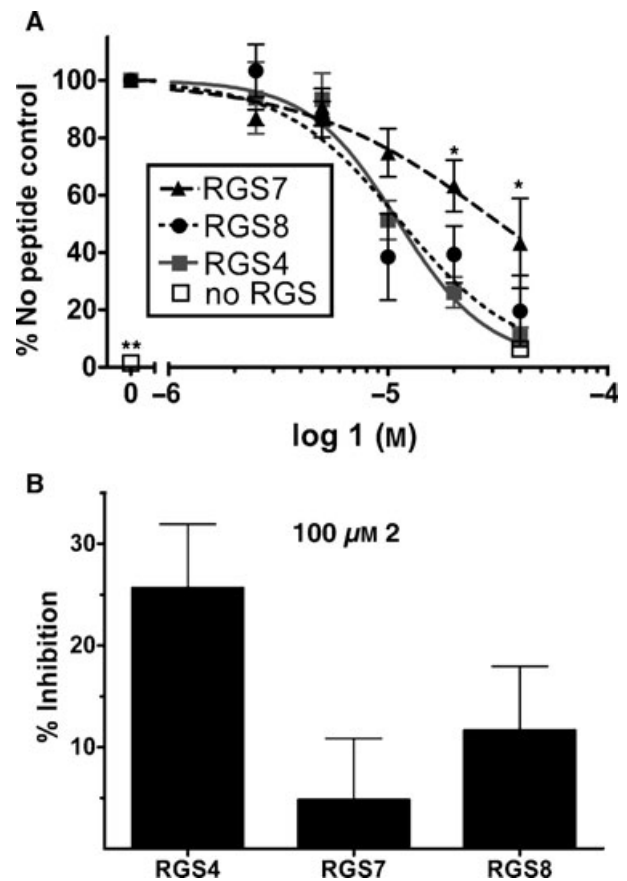 A
% No peptide control
100
80
60
40
20
0
RGS7
RGS8
RGS4
no RGS
*
*
**
0
−6
−5
−4
log 1 (M)
B
% Inhibition
30
20
10
100 μM 2
RGS4
RGS7
RGS8